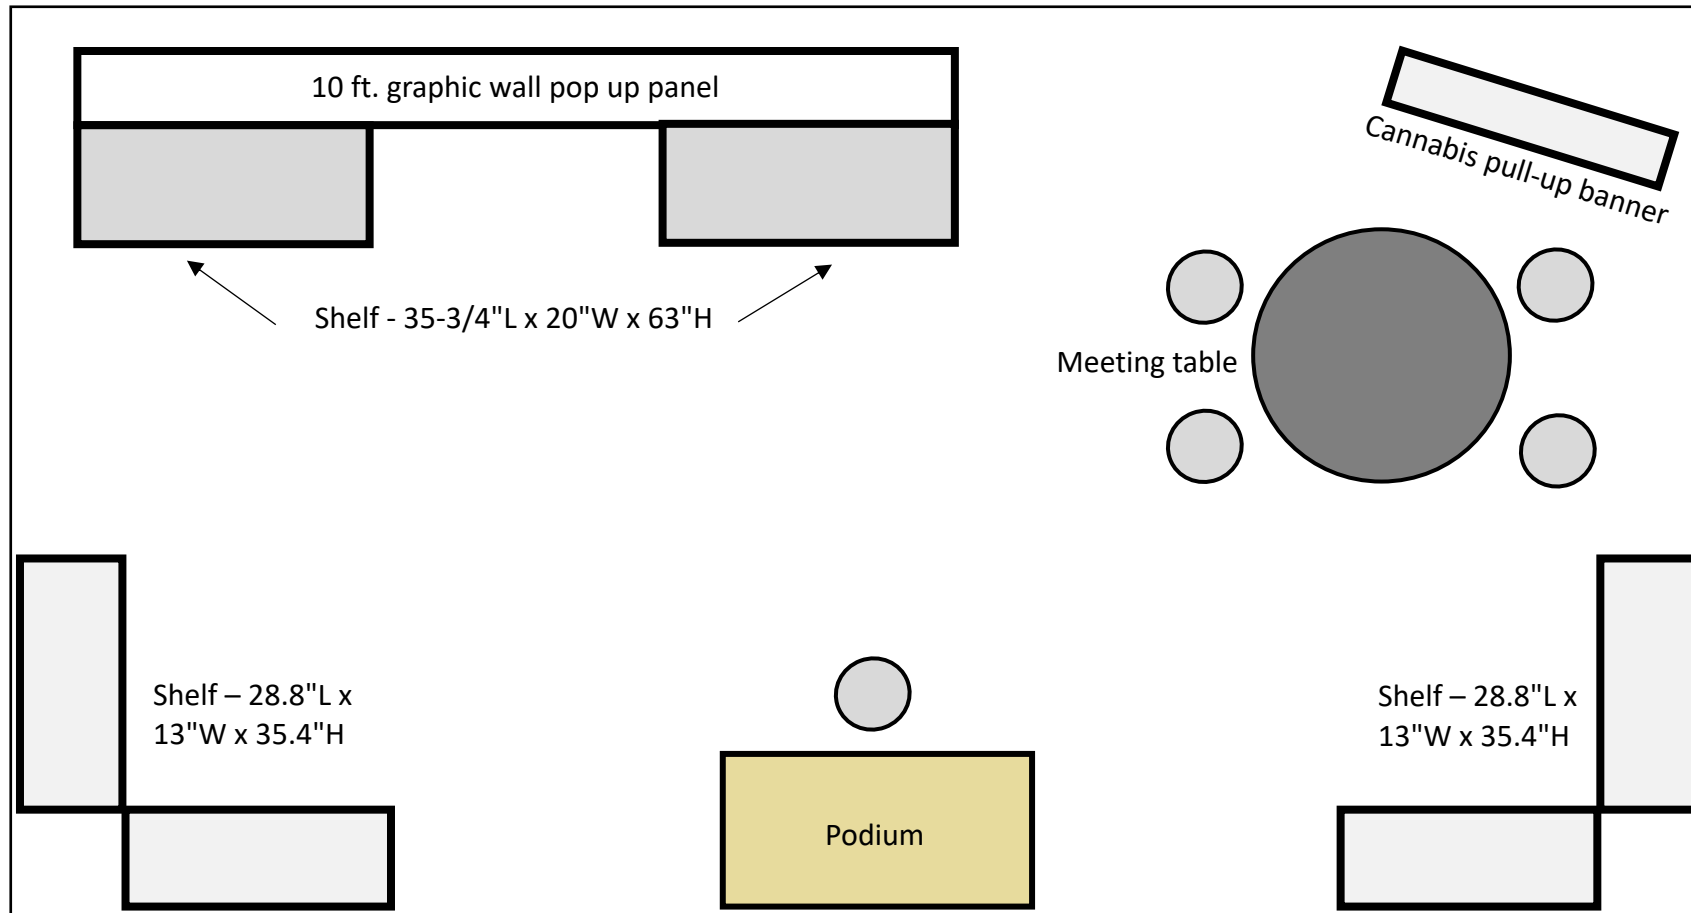 10 ft. graphic wall pop up panel
Cannabis pull-up banner
Shelf - 35-3/4"L x 20"W x 63"H
Meeting table
Shelf – 28.8"L x
13"W x 35.4"H
Shelf – 28.8"L x
13"W x 35.4"H
Podium